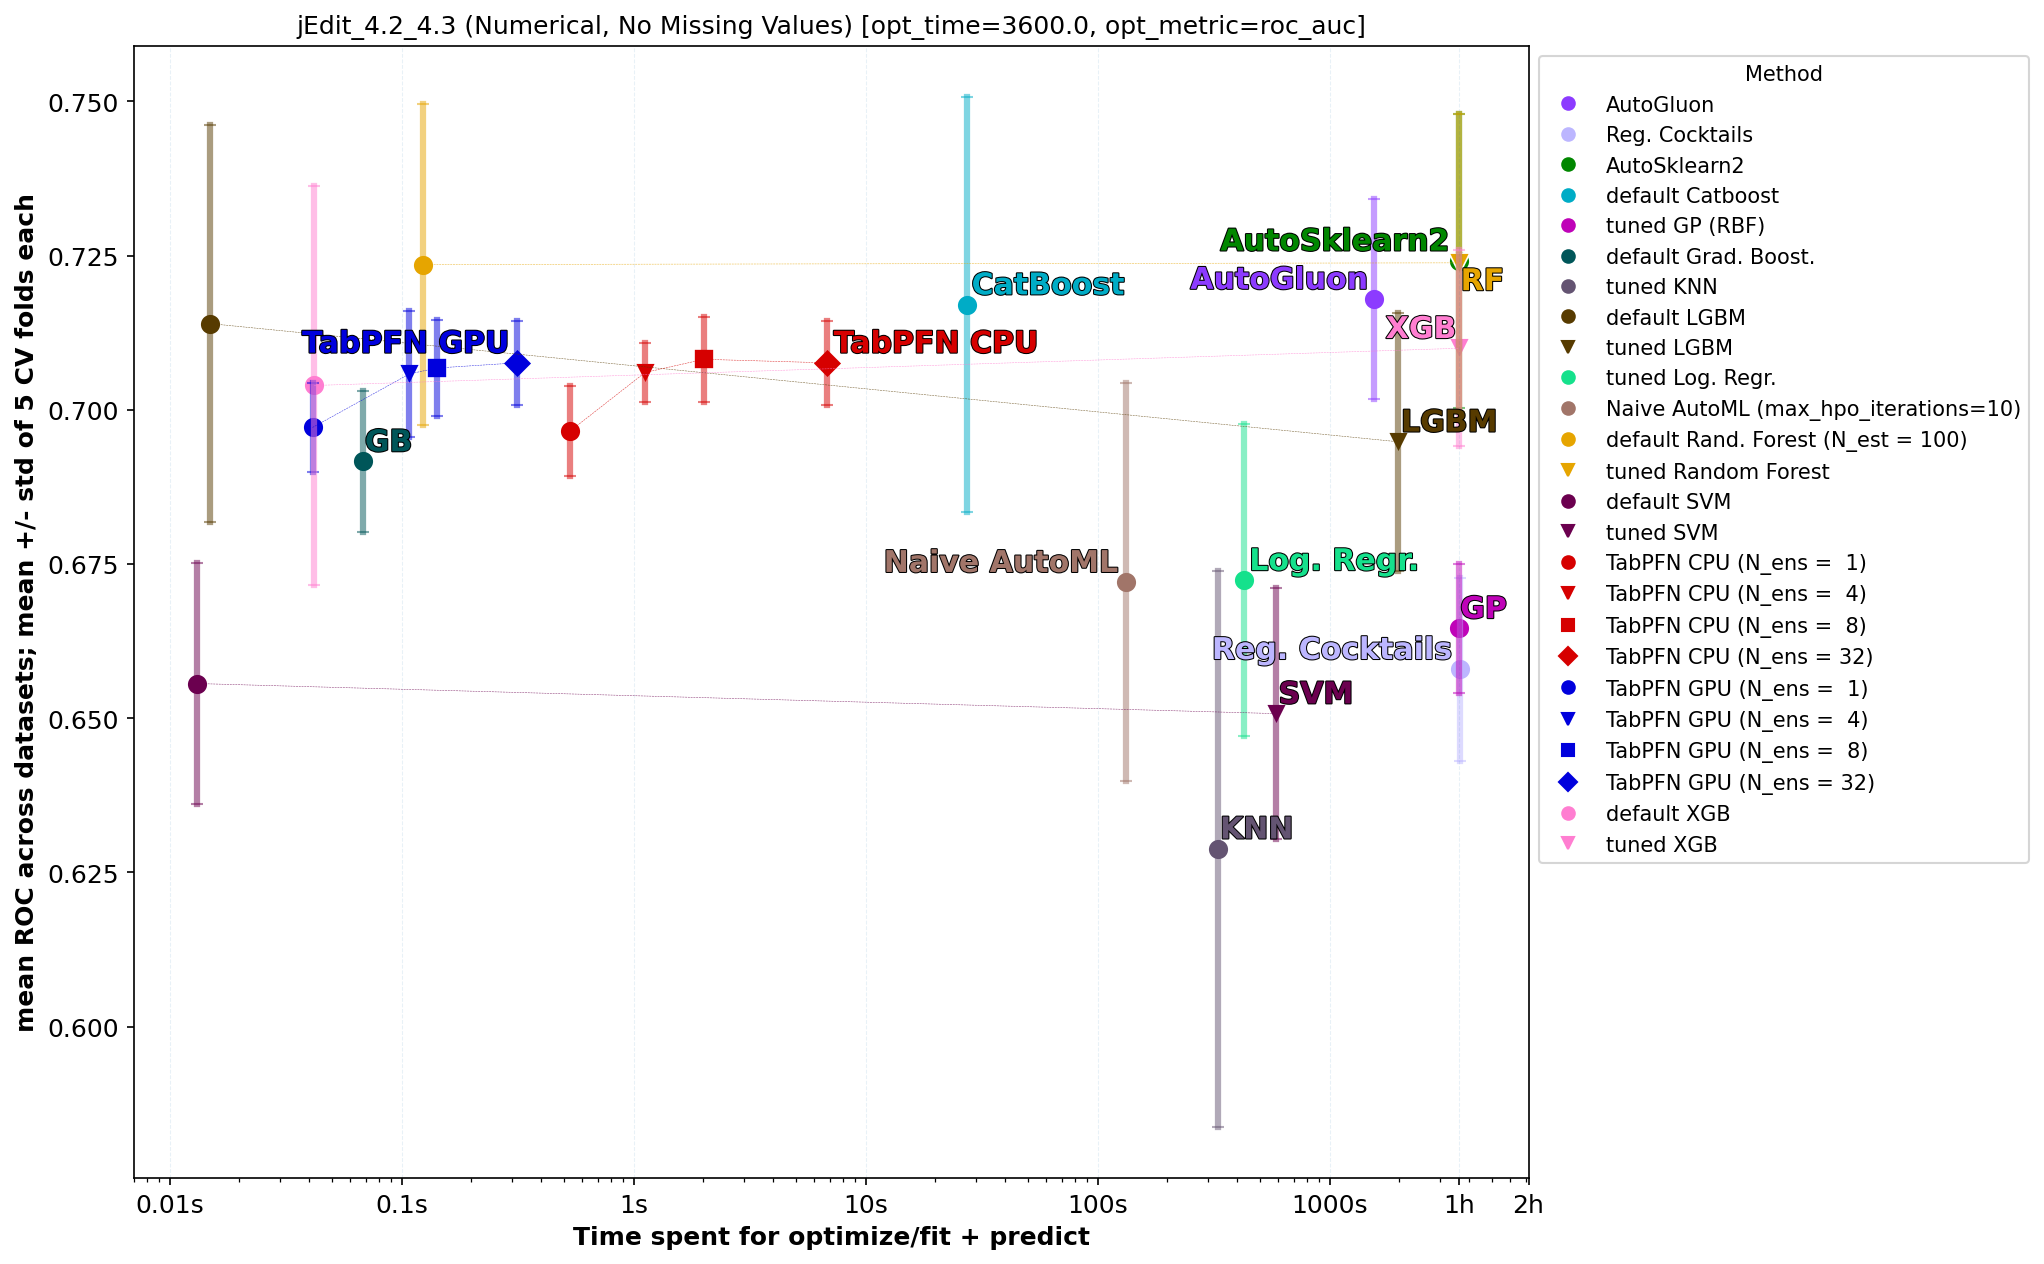 jEdit_4.2_4.3 (Numerical, No Missing Values) [opt_time=3600.0, opt_metric=roc_auc]
mean ROC across datasets; mean +/- std of 5 CV folds each
0.750
0.725
0.700
0.675
0.650
0.625
0.600
AutoSklearn2
AutoGluon
RF
CatBoost
XGB
TabPFN GPU
TabPFN CPU
LGBM
GB
Naive AutoML
Log. Regr.
GP
Reg. Cocktails
SVM
KNN
0.01s
0.1s
1s
10s
100s
1000s
1h
2h
Time spent for optimize/fit + predict
Method
AutoGluon
Reg. Cocktails
AutoSklearn2
default Catboost
tuned GP (RBF)
default Grad. Boost.
tuned KNN
default LGBM
tuned LGBM
tuned Log. Regr.
Naive AutoML (max_hpo_iterations=10)
default Rand. Forest (N_est = 100)
tuned Random Forest
default SVM
tuned SVM
TabPFN CPU (N_ens =  1)
TabPFN CPU (N_ens =  4)
TabPFN CPU (N_ens =  8)
TabPFN CPU (N_ens = 32)
TabPFN GPU (N_ens =  1)
TabPFN GPU (N_ens =  4)
TabPFN GPU (N_ens =  8)
TabPFN GPU (N_ens = 32)
default XGB
tuned XGB